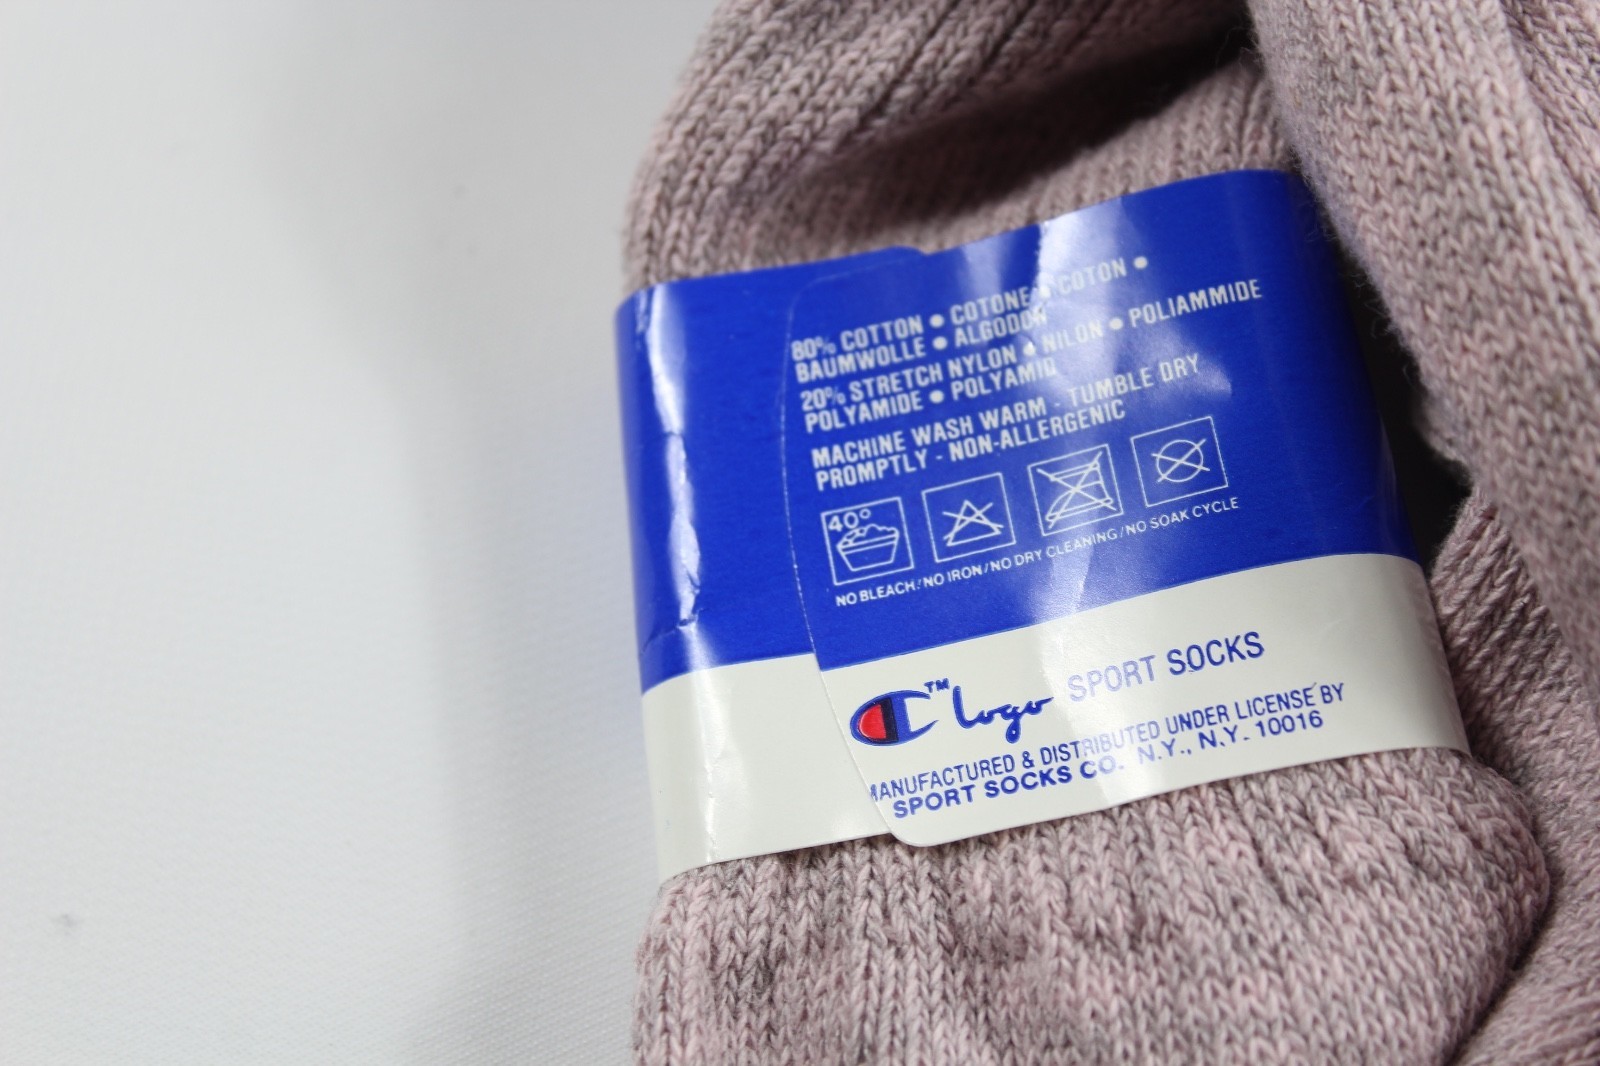 80% COTTON • COTONE • COTON •
BAUMWOLLE • ALGODON
20% STRETCH NYLON • NILON • POLIAMMIDE
POLYAMIDE • POLYAMID
MACHINE WASH WARM - TUMBLE DRY
PROMPTLY - NON-ALLERGENIC
40°
NO BLEACH/NO IRON/NO DRY CLEANING/NO SOAK CYCLE
C™ logo SPORT SOCKS
MANUFACTURED & DISTRIBUTED UNDER LICENSE BY
SPORT SOCKS CO. N.Y., N.Y. 10016